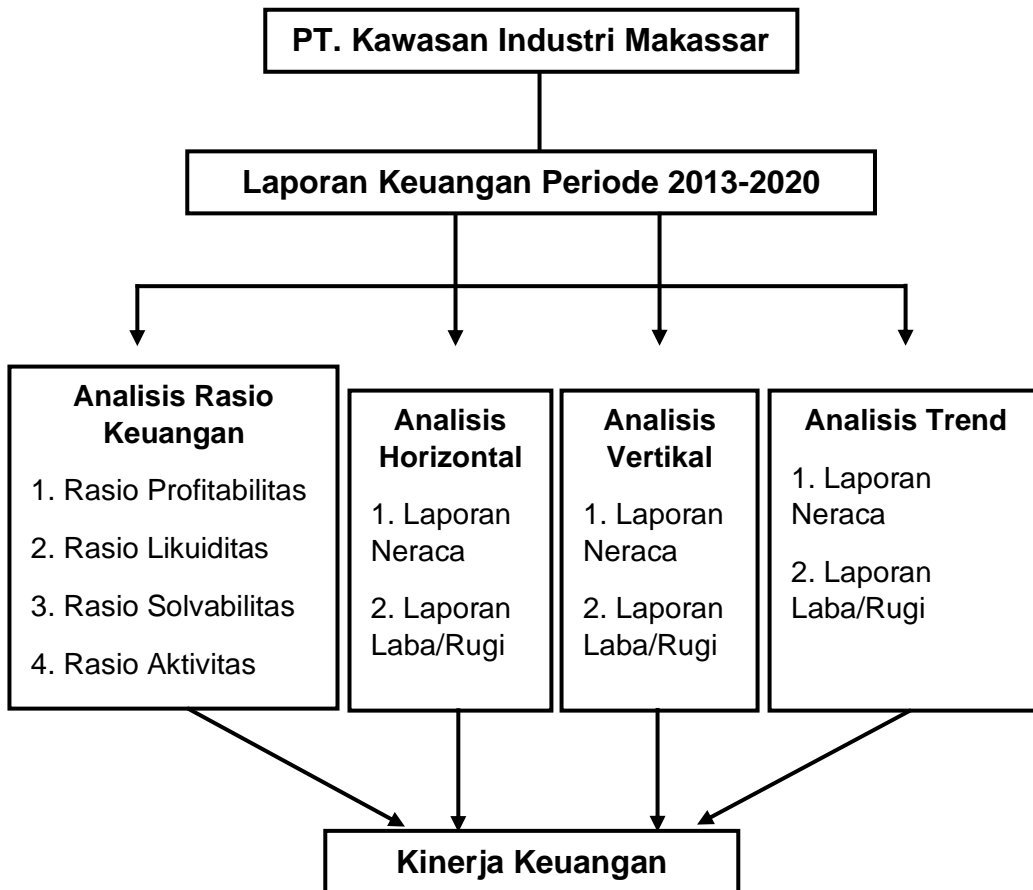 PT. Kawasan Industri Makassar
Laporan Keuangan Periode 2013-2020
Analisis Rasio
Keuangan
1. Rasio Profitabilitas
2. Rasio Likuiditas
3. Rasio Solvabilitas
4. Rasio Aktivitas
Analisis
Horizontal
1. Laporan
Neraca
2. Laporan
Laba/Rugi
Analisis
Vertikal
1. Laporan
Neraca
2. Laporan
Laba/Rugi
Analisis Trend
1. Laporan
Neraca
2. Laporan
Laba/Rugi
Kinerja Keuangan